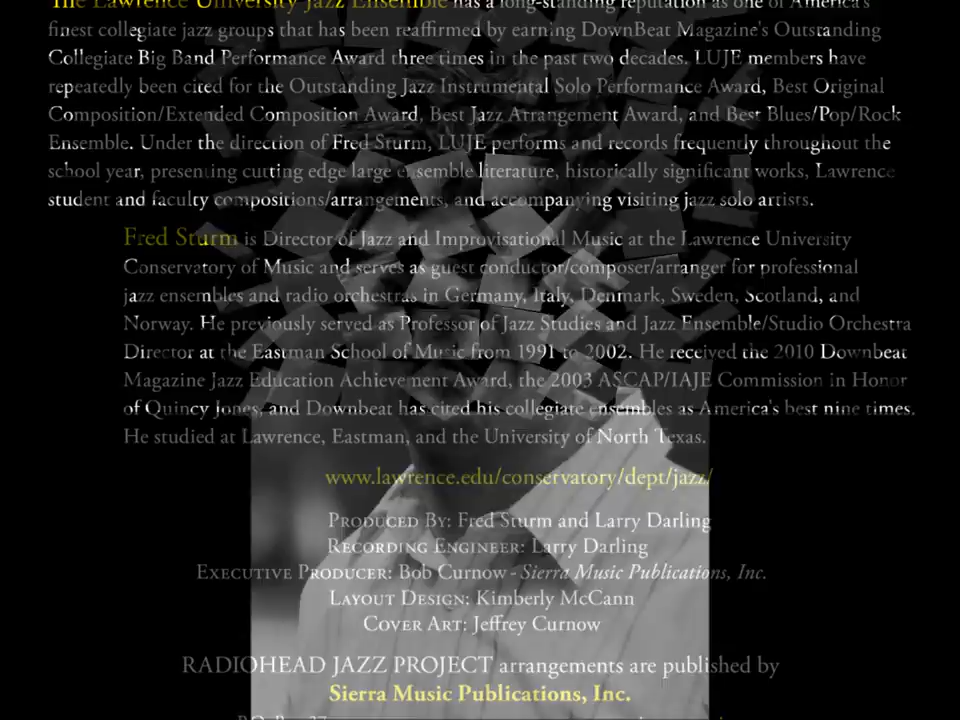 The Lawrence University Jazz Ensemble has a long-standing reputation as one of America's
finest collegiate jazz groups that has been reaffirmed by earning DownBeat Magazine's Outstanding
Collegiate Big Band Performance Award three times in the past two decades. LUJE members have
repeatedly been cited for the Outstanding Jazz Instrumental Solo Performance Award, Best Original
Composition/Extended Composition Award, Best Jazz Arrangement Award, and Best Blues/Pop/Rock
Ensemble. Under the direction of Fred Sturm, LUJE performs and records frequently throughout the
school year, presenting cutting edge large ensemble literature, historically significant works, Lawrence
student and faculty compositions/arrangements, and accompanying visiting jazz solo artists.
Fred Sturm is Director of Jazz and Improvisational Music at the Lawrence University
Conservatory of Music and serves as guest conductor/composer/arranger for professional
jazz ensembles and radio orchestras in Germany, Italy, Denmark, Sweden, Scotland, and
Norway. He previously served as Professor of Jazz Studies and Jazz Ensemble/Studio Orchestra
Director at the Eastman School of Music from 1991 to 2002. He received the 2010 Downbeat
Magazine Jazz Education Achievement Award, the 2003 ASCAP/IAJE Commission in Honor
of Quincy Jones, and Downbeat has cited his collegiate ensembles as America's best nine times.
He studied at Lawrence, Eastman, and the University of North Texas.
www.lawrence.edu/conservatory/dept/jazz/
Produced By: Fred Sturm and Larry Darling
Recording Engineer: Larry Darling
Executive Producer: Bob Curnow - Sierra Music Publications, Inc.
Layout Design: Kimberly McCann
Cover Art: Jeffrey Curnow
RADIOHEAD JAZZ PROJECT arrangements are published by
Sierra Music Publications, Inc.